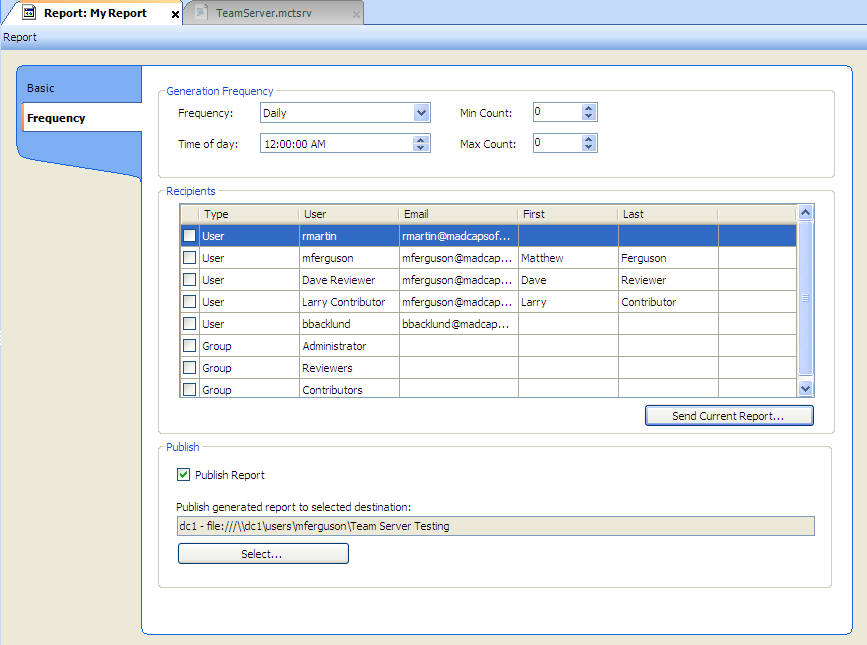 Report: My Report TeamServer.mctsrv
Report
Basic
Frequency
Generation Frequency
Frequency: Daily Min Count: 0
Time of day: 12:00:00 AM Max Count: 0
Recipients
Type User Email First Last
User rmartin rmartin@madcapsof...
User mferguson mferguson@madcap... Matthew Ferguson
User Dave Reviewer mferguson@madcap... Dave Reviewer
User Larry Contributor mferguson@madcap... Larry Contributor
User bbacklund bbacklund@madcap...
Group Administrator
Group Reviewers
Group Contributors
Send Current Report...
Publish
Publish Report
Publish generated report to selected destination:
dc1 - file:///\\dc1\users\mferguson\Team Server Testing
Select...